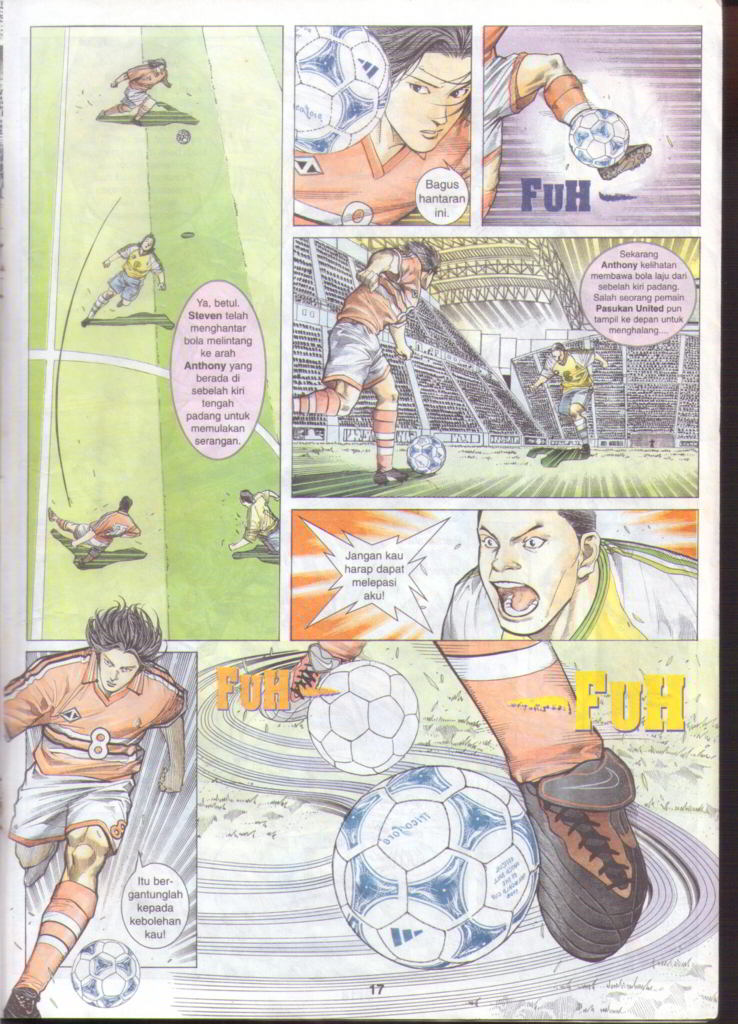 Ya, betul.
Steven telah
menghantar
bola melintang
ke arah
Anthony yang
berada di
sebelah kiri
tengah
padang untuk
memulakan
serangan.
Bagus
hantaran
ini.
FUH
Sekarang
Anthony kelihatan
membawa bola laju dari
sebelah kiri padang.
Salah seorang pemain
Pasukan United pun
tampil ke depan untuk
menghalang....
Jangan kau
harap dapat
melepasi
aku!
8
8
Itu ber-
gantunglah
kepada
kebolehan
kau!
FUH
FUH
17